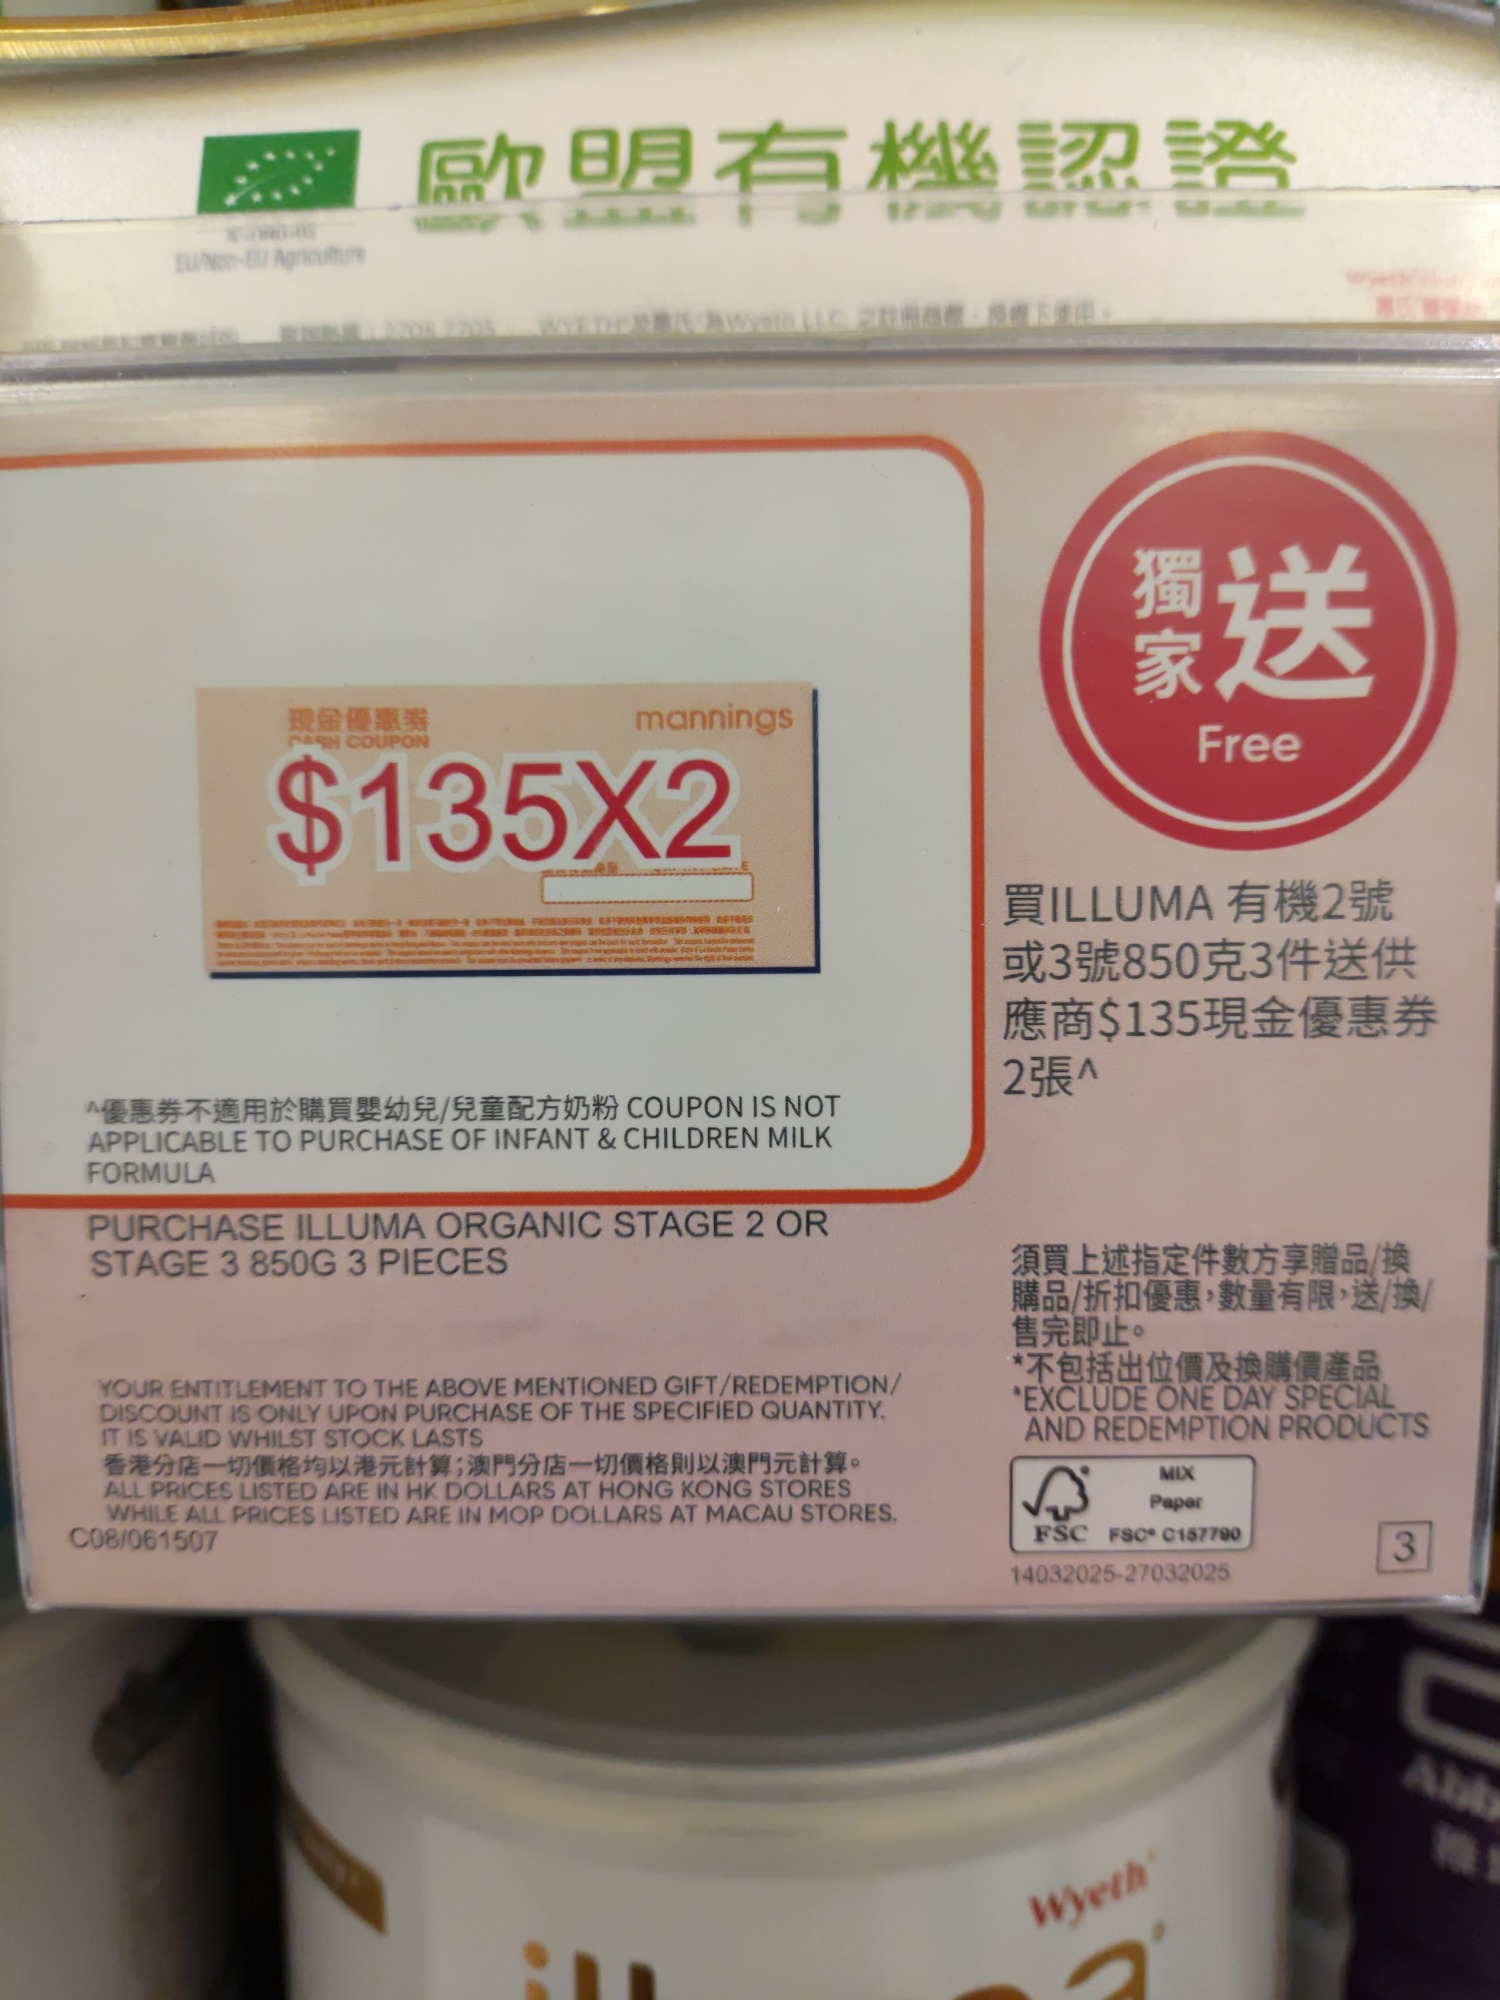 歐盟有機認證
EU/Non-EU Agriculture
獨家送
Free
現金優惠券
CASH COUPON
mannings
$135X2
買ILLUMA 有機2號
或3號850克3件送供
應商$135現金優惠券
2張^
^優惠券不適用於購買嬰幼兒/兒童配方奶粉 COUPON IS NOT
APPLICABLE TO PURCHASE OF INFANT & CHILDREN MILK
FORMULA
PURCHASE ILLUMA ORGANIC STAGE 2 OR
STAGE 3 850G 3 PIECES
須買上述指定件數方享贈品/換
購品/折扣優惠，數量有限，送/換/
售完即止。
*不包括出位價及換購價產品
*EXCLUDE ONE DAY SPECIAL
AND REDEMPTION PRODUCTS
YOUR ENTITLEMENT TO THE ABOVE MENTIONED GIFT/REDEMPTION/
DISCOUNT IS ONLY UPON PURCHASE OF THE SPECIFIED QUANTITY.
IT IS VALID WHILST STOCK LASTS
香港分店一切價格均以港元計算；澳門分店一切價格則以澳門元計算。
ALL PRICES LISTED ARE IN HK DOLLARS AT HONG KONG STORES
WHILE ALL PRICES LISTED ARE IN MOP DOLLARS AT MACAU STORES.
C08/061507
MIX
Paper
FSC FSC® C157790
14032025-27032025
3
Wyeth